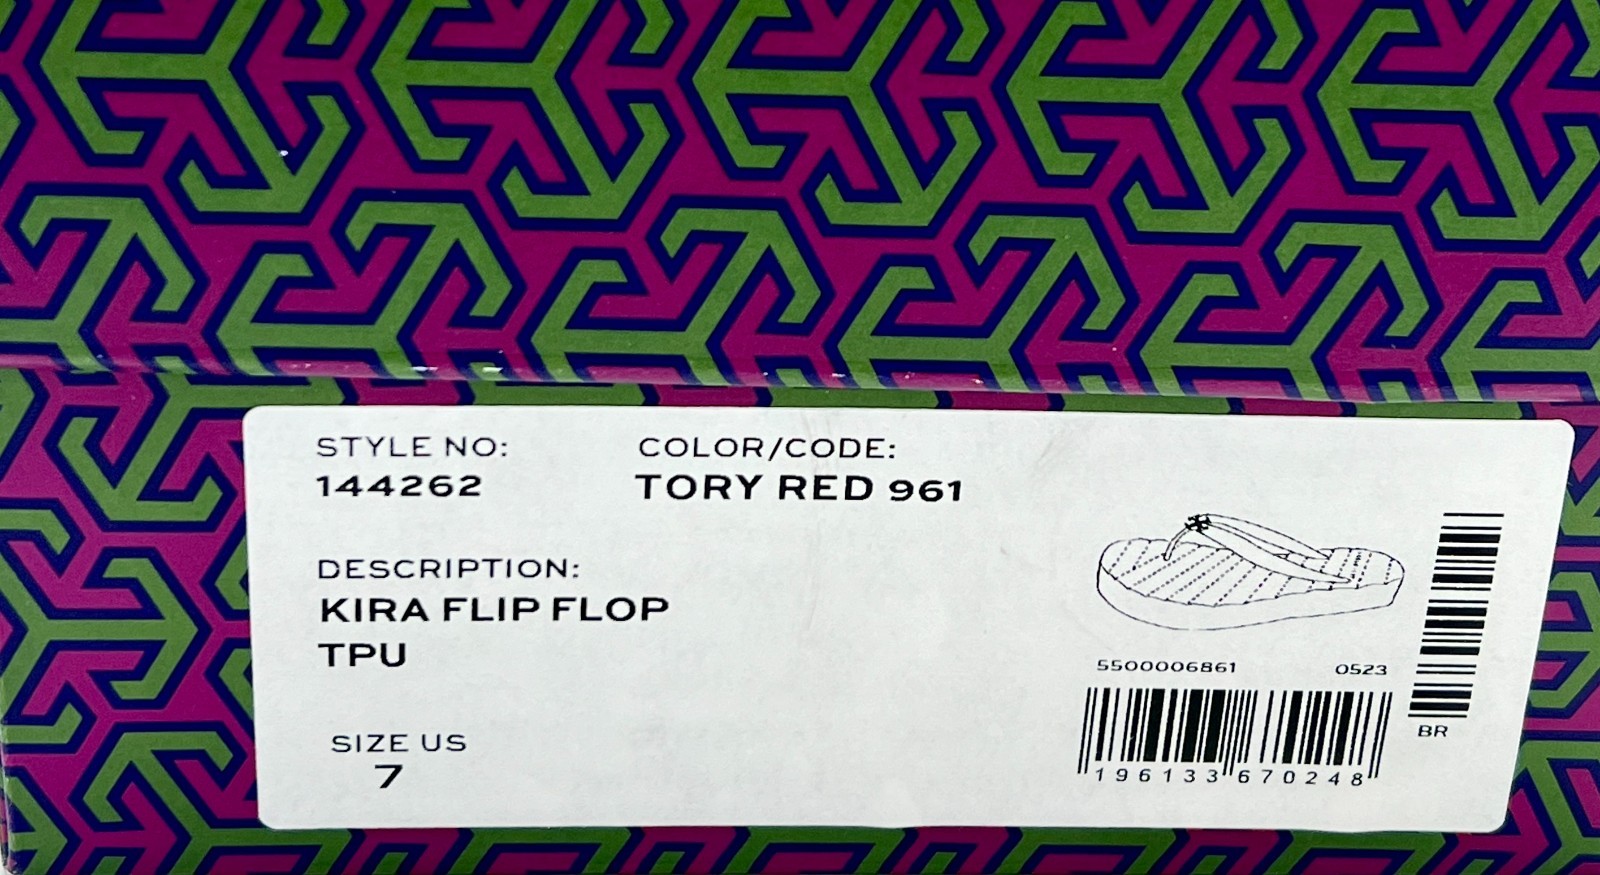 STYLE NO:
144262
COLOR/CODE:
TORY RED 961
DESCRIPTION:
KIRA FLIP FLOP
TPU
SIZE US
7
5500006861 0523
196133670248
BR